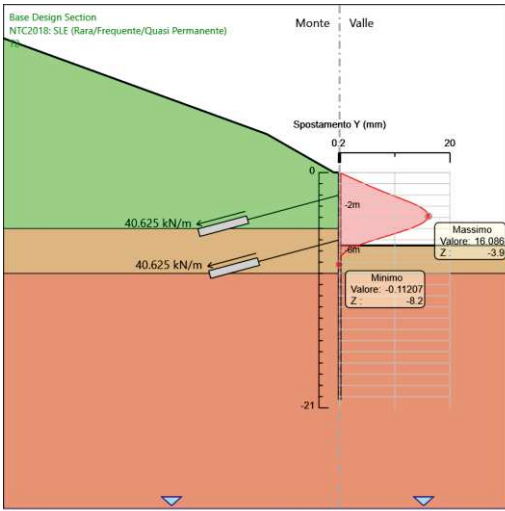 Base Design Section
NTC2018: SLE (Rara/Frequente/Quasi Permanente)
Monte
Valle
Spostamento Y (mm)
0.2
20
0
-2m
40.625 kN/m
Massimo
Valore: 16.086
Z : -3.9
-6m
40.625 kN/m
Minimo
Valore: -0.11207
Z : -8.2
-21